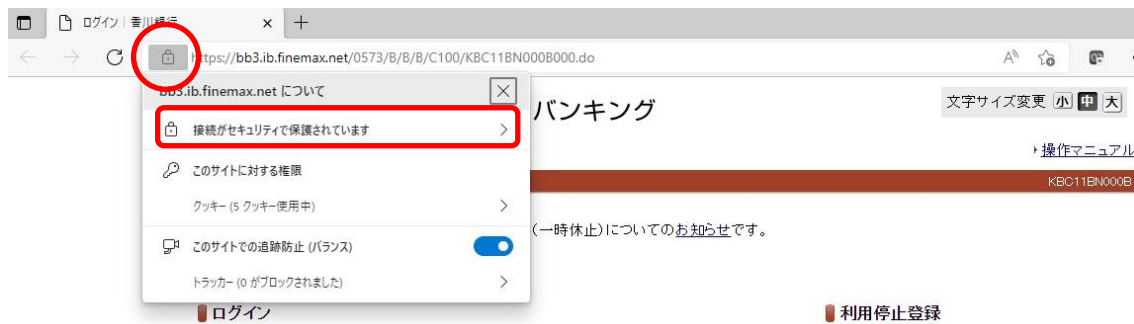 ログイン | 香川銀行
https://bb3.ib.finemax.net/0573/B/B/B/C100/KBC11BN000B000.do
bb3.ib.finemax.net について
バンキング
文字サイズ変更 小 中 大
接続がセキュリティで保護されています
操作マニュアル
このサイトに対する権限
KBC11BN000B
クッキー (5 クッキー使用中)
(一時休止)についてのお知らせです。
このサイトでの追跡防止 (バランス)
トラッカー (0 がブロックされました)
ログイン
利用停止登録